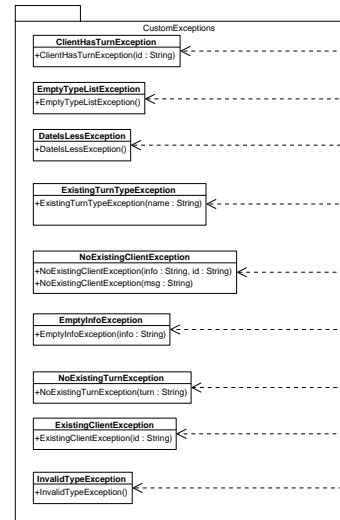 CustomExceptions
ClientHasTurnException
+ClientHasTurnException(id : String)
EmptyTypeListException
+EmptyTypeListException()
DateIsLessException
+DateIsLessException()
ExistingTurnTypeException
+ExistingTurnTypeException(name : String)
NoExistingClientException
+NoExistingClientException(info : String, id : String)
+NoExistingClientException(msg : String)
EmptyInfoException
+EmptyInfoException(info : String)
NoExistingTurnException
+NoExistingTurnException(turn : String)
ExistingClientException
+ExistingClientException(id : String)
InvalidTypeException
+InvalidTypeException()